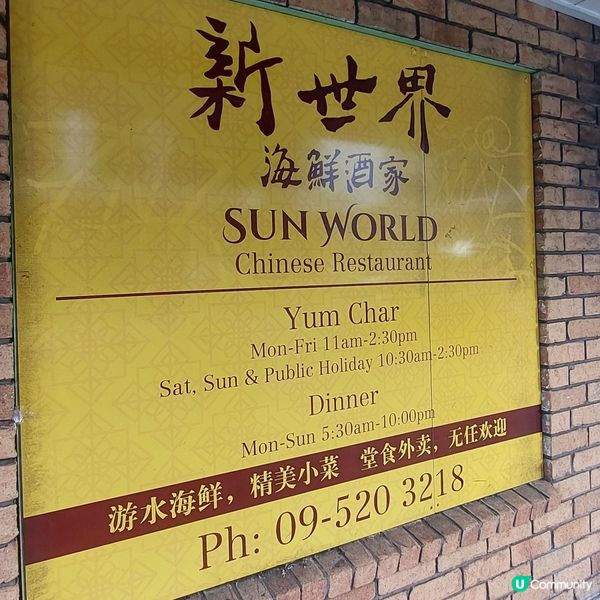 新世界
海鮮酒家
SUN WORLD
Chinese Restaurant
Yum Char
Mon-Fri 11am-2:30pm
Sat, Sun & Public Holiday 10:30am-2:30pm
Dinner
Mon-Sun 5:30am-10:00pm
游水海鲜，精美小菜 堂食外卖，无任欢迎
Ph: 09-520 3218
U Community